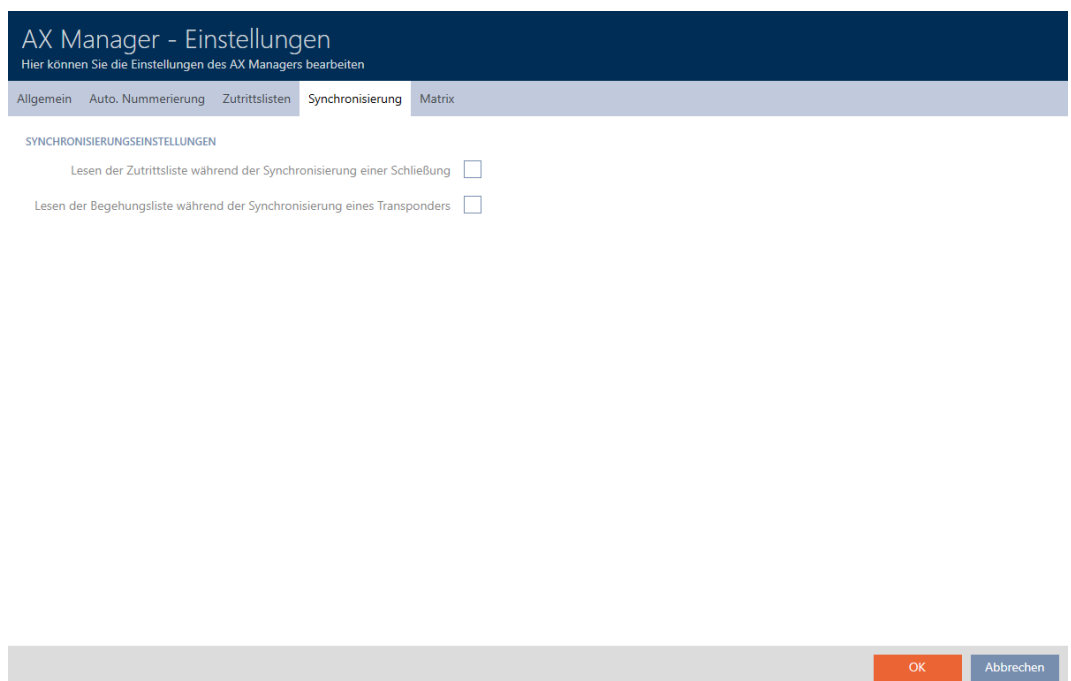 AX Manager - Einstellungen
Hier können Sie die Einstellungen des AX Managers bearbeiten
Allgemein Auto. Nummerierung Zutrittslisten Synchronisierung Matrix
SYNCHRONISIERUNGSEINSTELLUNGEN
Lesen der Zutrittsliste während der Synchronisierung einer Schließung
Lesen der Begehungsliste während der Synchronisierung eines Transponders
OK Abbrechen